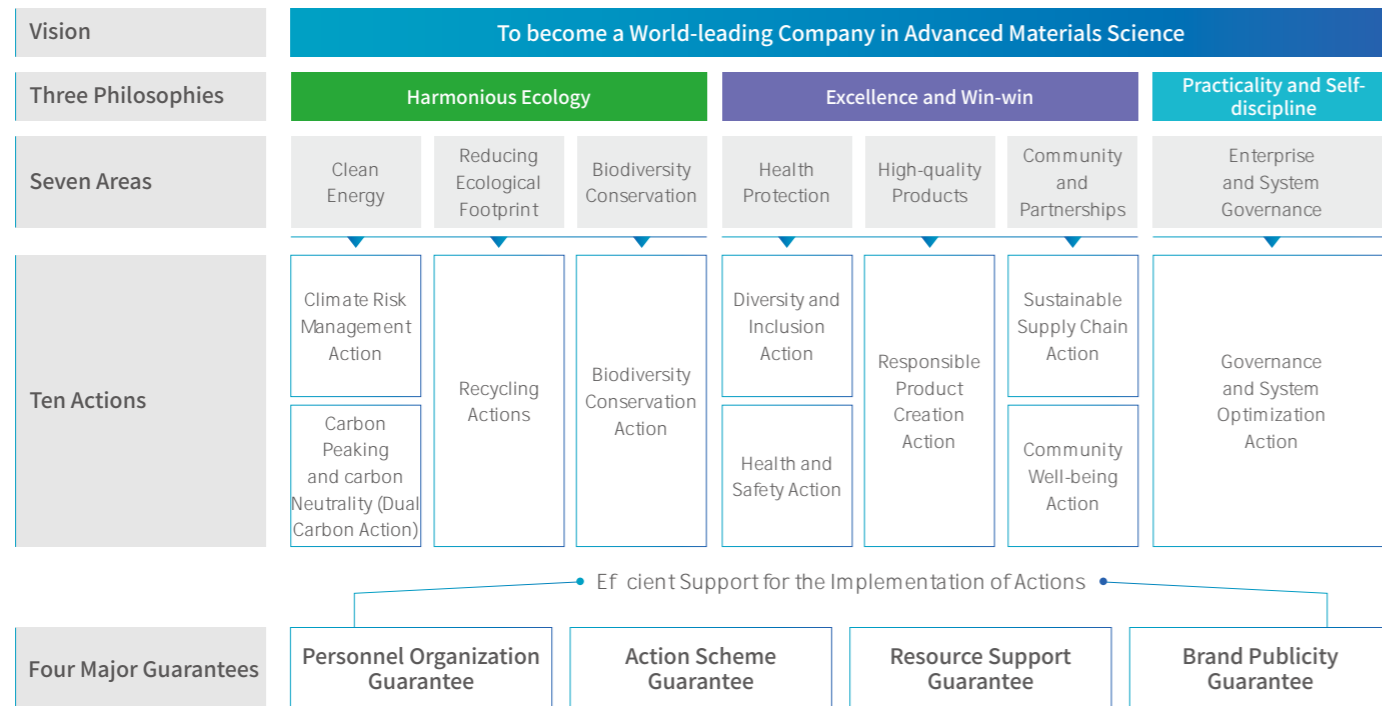 Vision
To become a World-leading Company in Advanced Materials Science
Three Philosophies
Harmonious Ecology
Excellence and Win-win
Practicality and Self-
discipline
Seven Areas
Clean
Energy
Reducing
Ecological
Footprint
Biodiversity
Conservation
Health
Protection
High-quality
Products
Community
and
Partnerships
Enterprise
and System
Governance
Ten Actions
Climate Risk
Management
Action
Carbon
Peaking
and carbon
Neutrality (Dual
Carbon Action)
Recycling
Actions
Biodiversity
Conservation
Action
Diversity and
Inclusion
Action
Health and
Safety Action
Responsible
Product
Creation
Action
Sustainable
Supply Chain
Action
Community
Well-being
Action
Governance
and System
Optimization
Action
Ef cient Support for the Implementation of Actions
Four Major Guarantees
Personnel Organization
Guarantee
Action Scheme
Guarantee
Resource Support
Guarantee
Brand Publicity
Guarantee